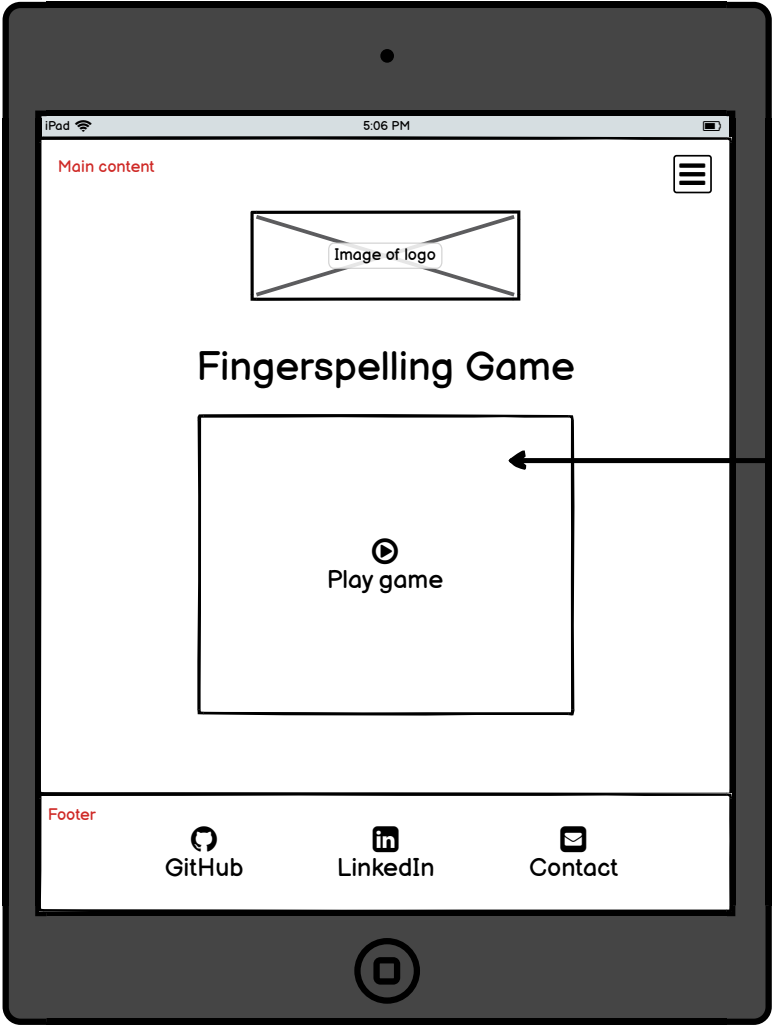 iPad
5:06 PM
Main content
Image of logo
Fingerspelling Game
Play game
Footer
GitHub
LinkedIn
Contact